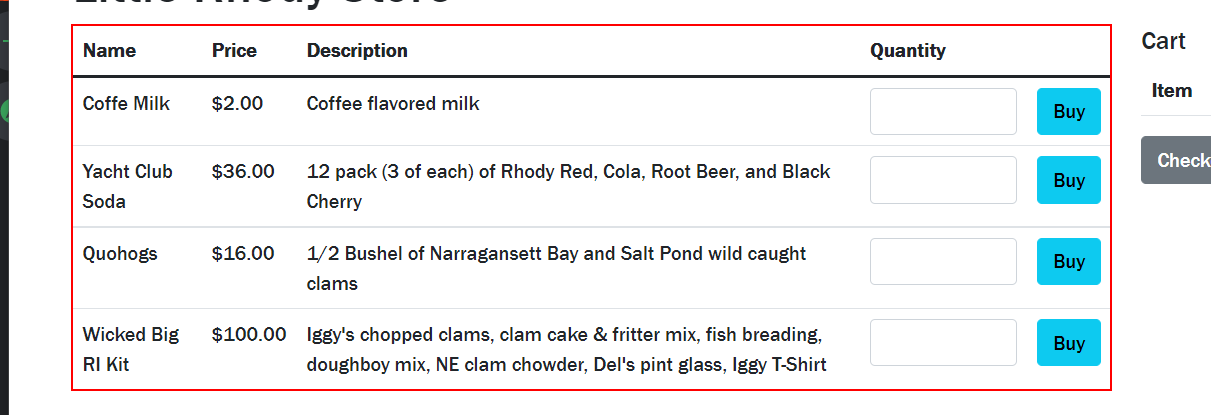 Little Rhody Store
Name Price Description Quantity
Coffe Milk $2.00 Coffee flavored milk Buy
Yacht Club Soda $36.00 12 pack (3 of each) of Rhody Red, Cola, Root Beer, and Black Cherry Buy
Quohogs $16.00 1/2 Bushel of Narragansett Bay and Salt Pond wild caught clams Buy
Wicked Big RI Kit $100.00 Iggy's chopped clams, clam cake & fritter mix, fish breading, doughboy mix, NE clam chowder, Del's pint glass, Iggy T-Shirt Buy
Cart
Item
Check